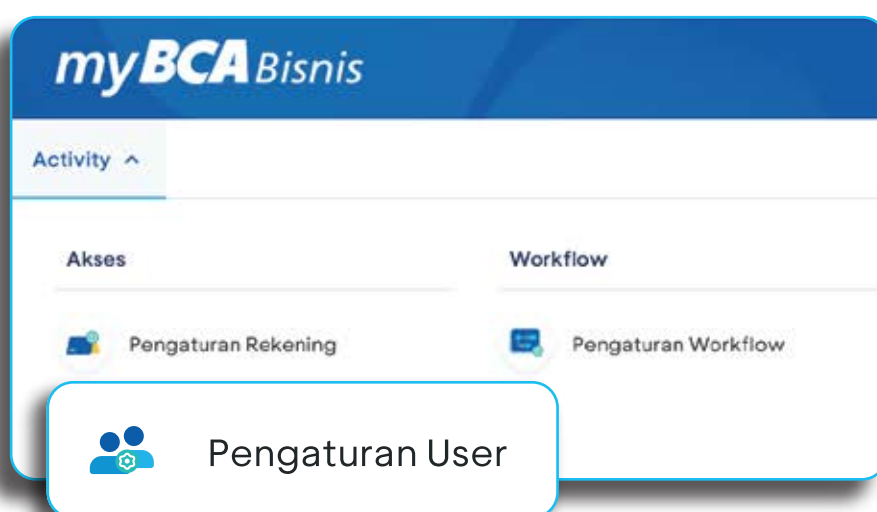 myBCA Bisnis
Activity
Akses
Workflow
Pengaturan Rekening
Pengaturan Workflow
Pengaturan User